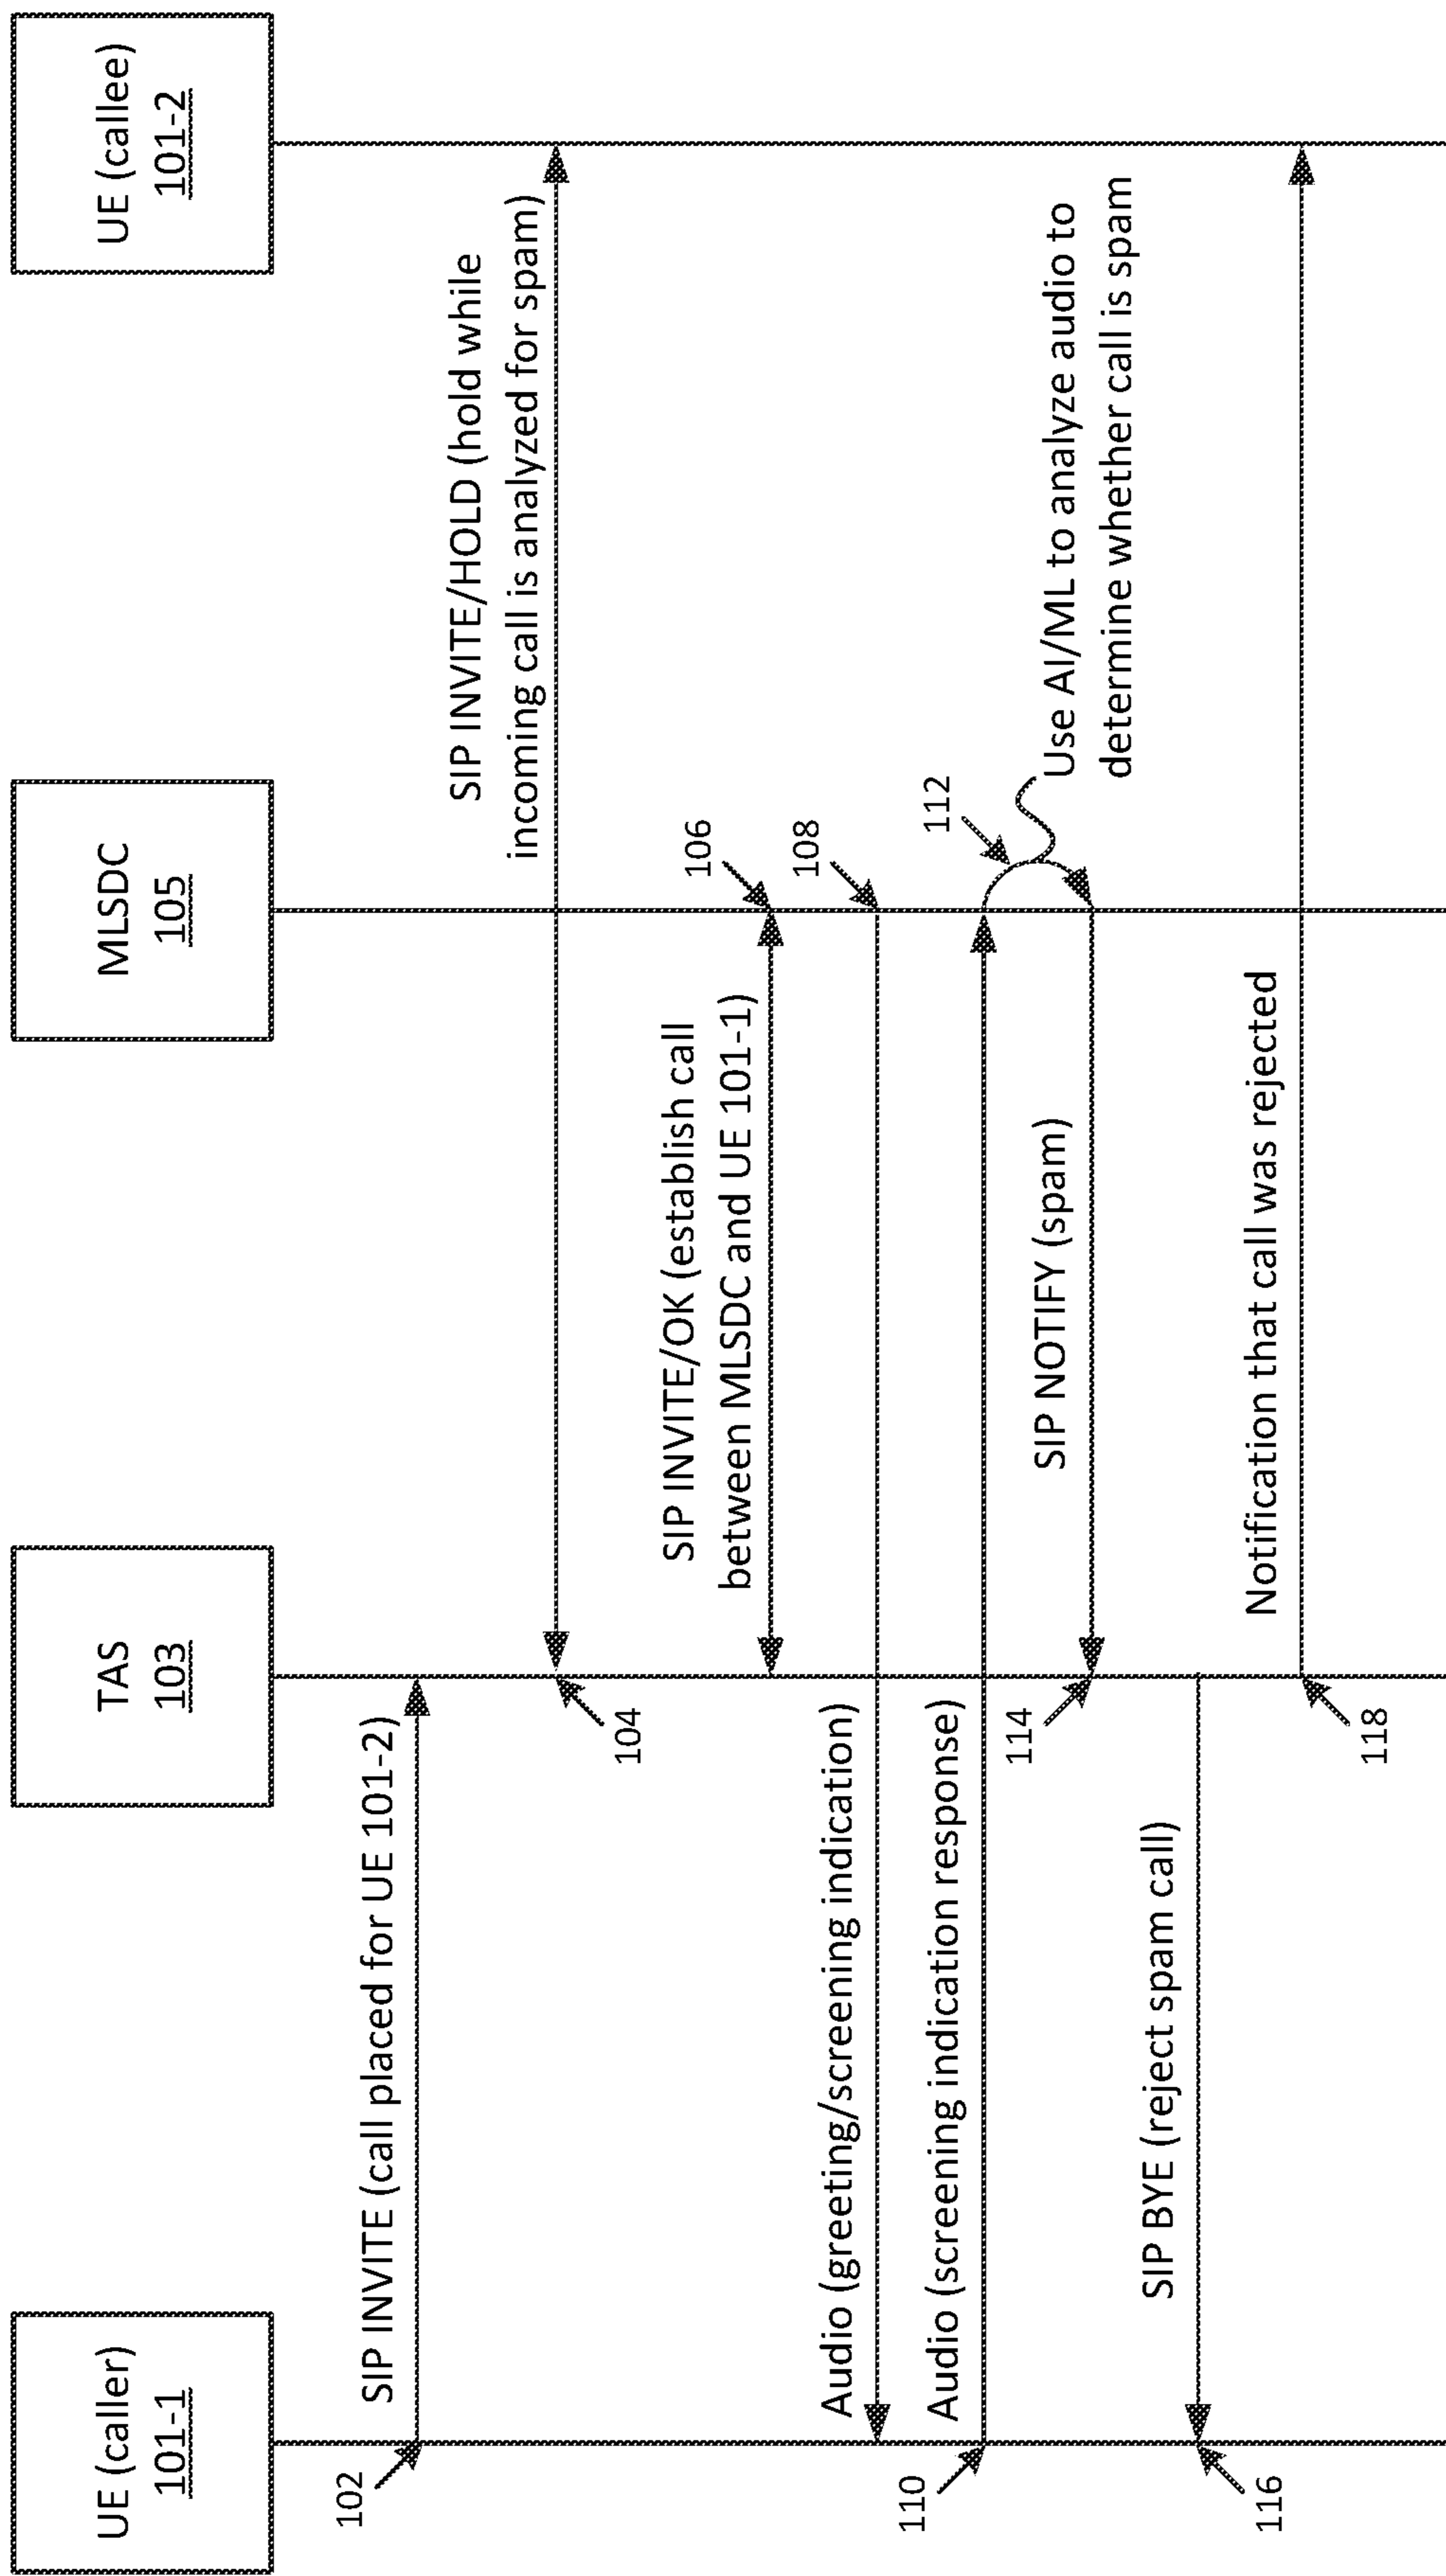 UE (caller)
101-1
TAS
103
MLSDC
105
UE (callee)
101-2
102
SIP INVITE (call placed for UE 101-2)
SIP INVITE/HOLD (hold while
incoming call is analyzed for spam)
104
SIP INVITE/OK (establish call
between MLSDC and UE 101-1)
106
Audio (greeting/screening indication)
108
110
Audio (screening indication response)
112
Use AI/ML to analyze audio to
determine whether call is spam
114
SIP NOTIFY (spam)
116
SIP BYE (reject spam call)
118
Notification that call was rejected